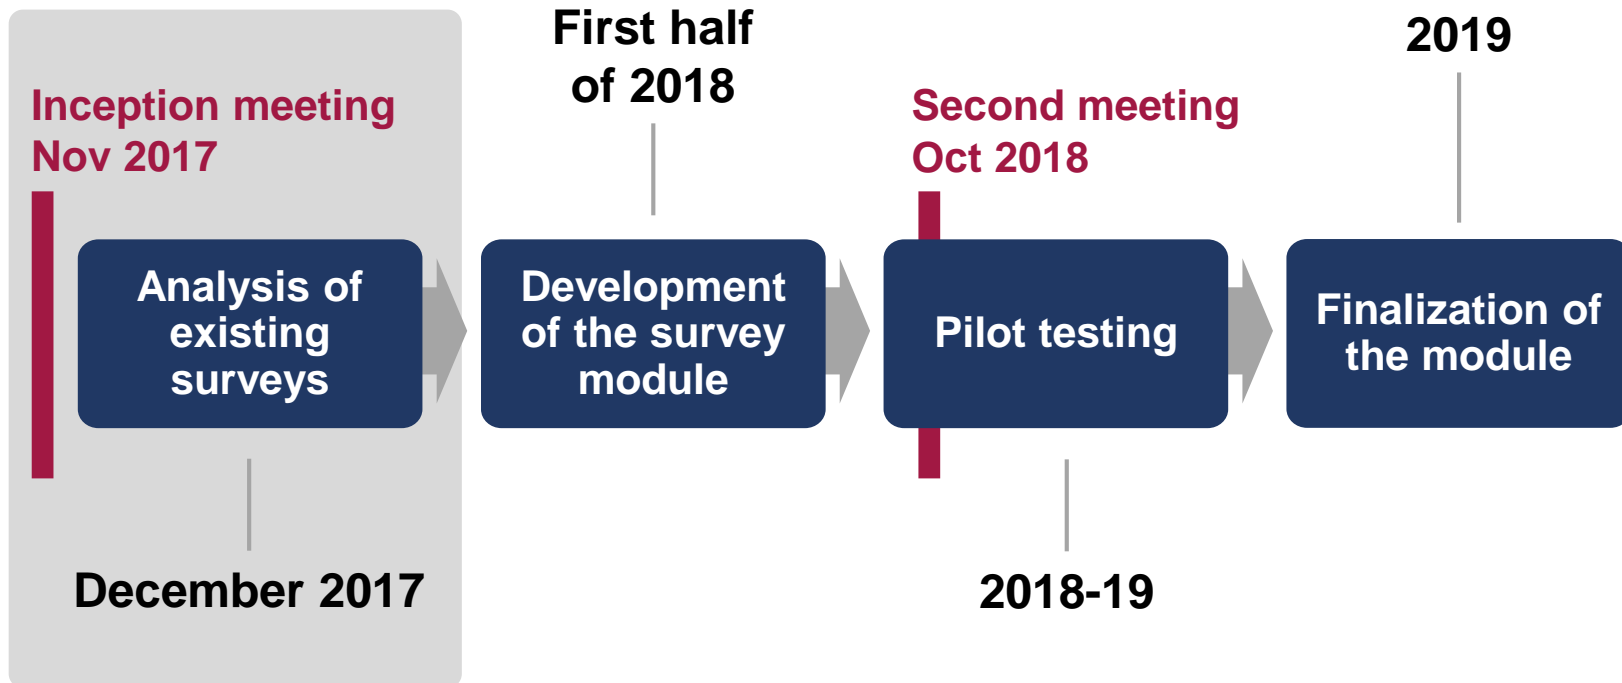 First half
of 2018
2019
Inception meeting
Nov 2017
Second meeting
Oct 2018
Analysis of
existing
surveys
Development
of the survey
module
Pilot testing
Finalization of
the module
December 2017
2018-19